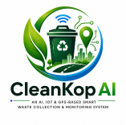 CleanKop AI
AN AI, IOT & GPS-BASED SMART
WASTE COLLECTION & MONITORING SYSTEM